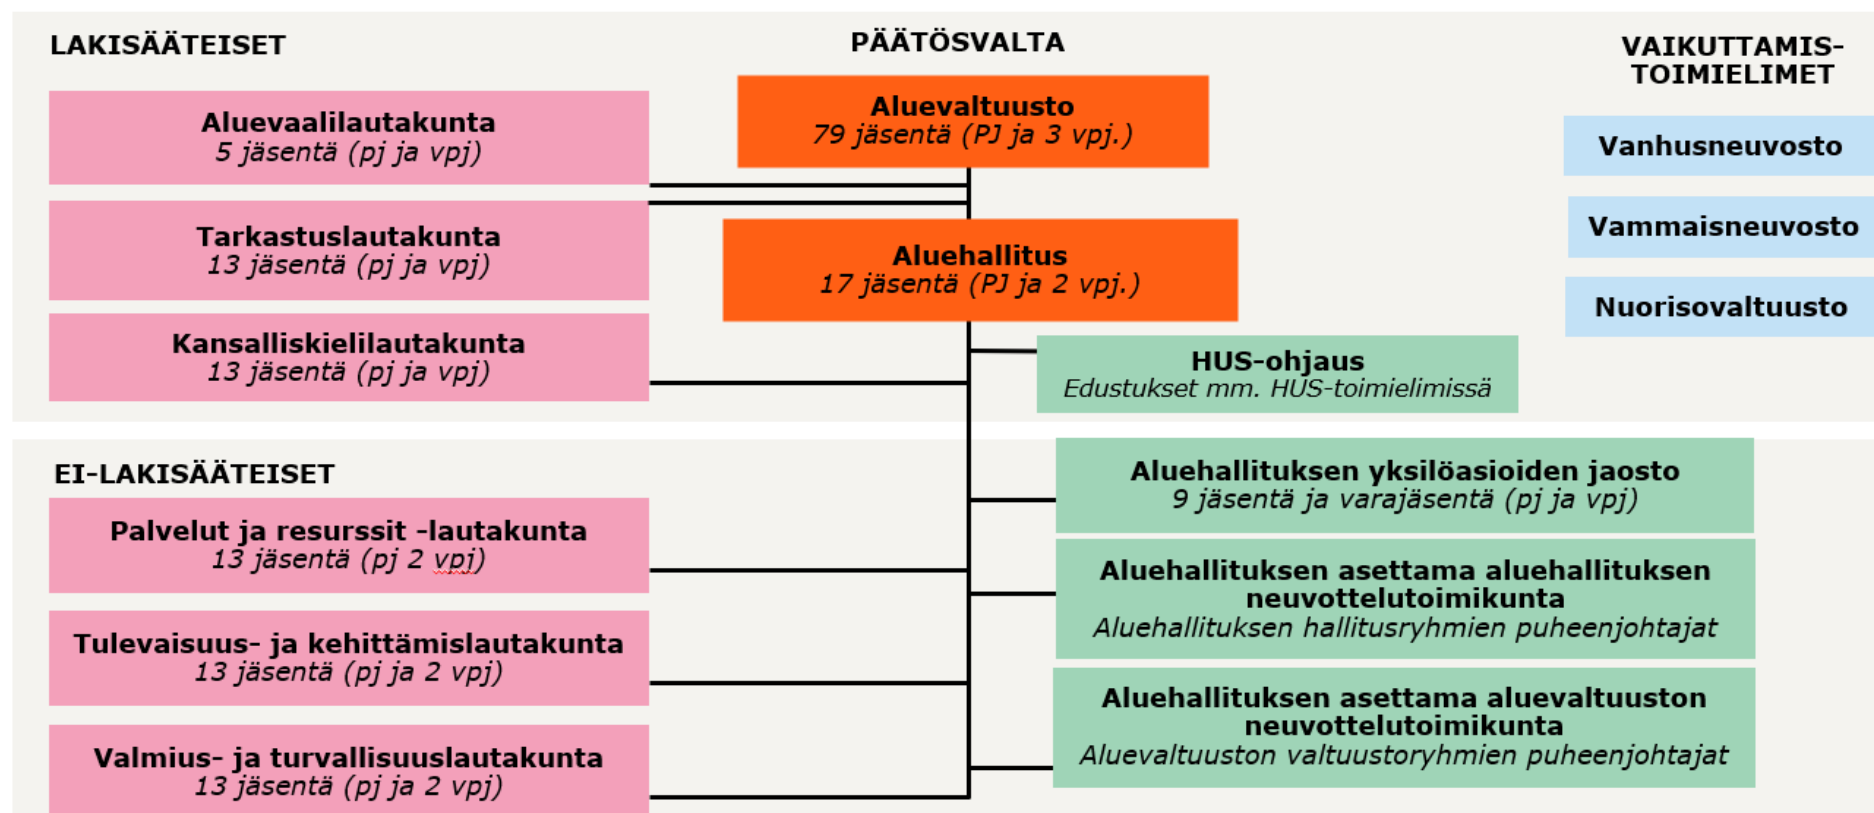 LAKISÄÄTEISET
Aluevaalilautakunta
5 jäsentä (pj ja vpj)
Tarkastuslautakunta
13 jäsentä (pj ja vpj)
Kansalliskielilautakunta
13 jäsentä (pj ja vpj)
PÄÄTÖSVALTA
Aluevaltuusto
79 jäsentä (PJ ja 3 vpj.)
Aluehallitus
17 jäsentä (PJ ja 2 vpj.)
HUS-ohjaus
Edustukset mm. HUS-toimielimissä
VAIKUTTAMIS-
TOIMIELIMET
Vanhusneuvosto
Vammaisneuvosto
Nuorisovaltuusto
EI-LAKISÄÄTEISET
Palvelut ja resurssit -lautakunta
13 jäsentä (pj 2 vpj)
Tulevaisuus- ja kehittämislautakunta
13 jäsentä (pj ja 2 vpj)
Valmius- ja turvallisuuslautakunta
13 jäsentä (pj ja 2 vpj)
Aluehallituksen yksilöasioiden jaosto
9 jäsentä ja varajäsentä (pj ja vpj)
Aluehallituksen asettama aluehallituksen
neuvottelutoimikunta
Aluehallituksen hallitusryhmien puheenjohtajat
Aluehallituksen asettama aluevaltuuston
neuvottelutoimikunta
Aluevaltuuston valtuustoryhmien puheenjohtajat